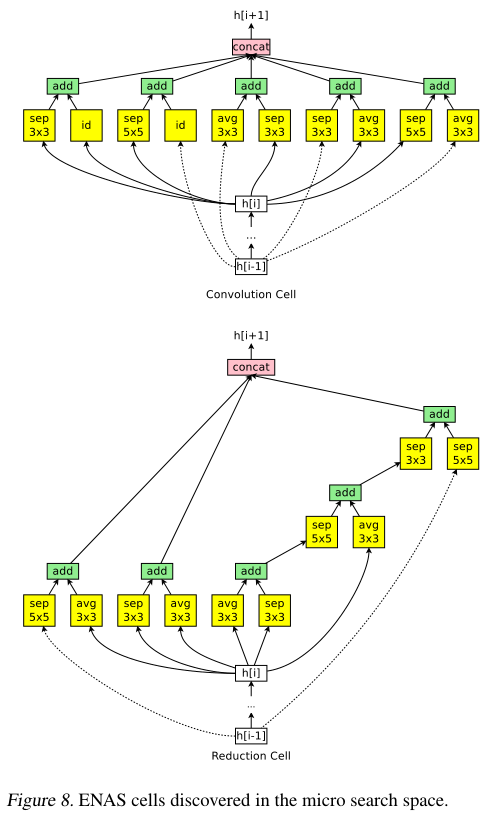 h[i+1]
concat
add add add add add
sep 3x3 id sep 5x5 id avg 3x3 sep 3x3 sep 3x3 avg 3x3 sep 5x5 avg 3x3
h[i]
...
h[i-1]
Convolution Cell
h[i+1]
concat
add
sep 3x3 sep 5x5
add
sep 5x5 avg 3x3
add add add
sep 5x5 avg 3x3 sep 3x3 avg 3x3 avg 3x3 sep 3x3
h[i]
...
h[i-1]
Reduction Cell
Figure 8. ENAS cells discovered in the micro search space.